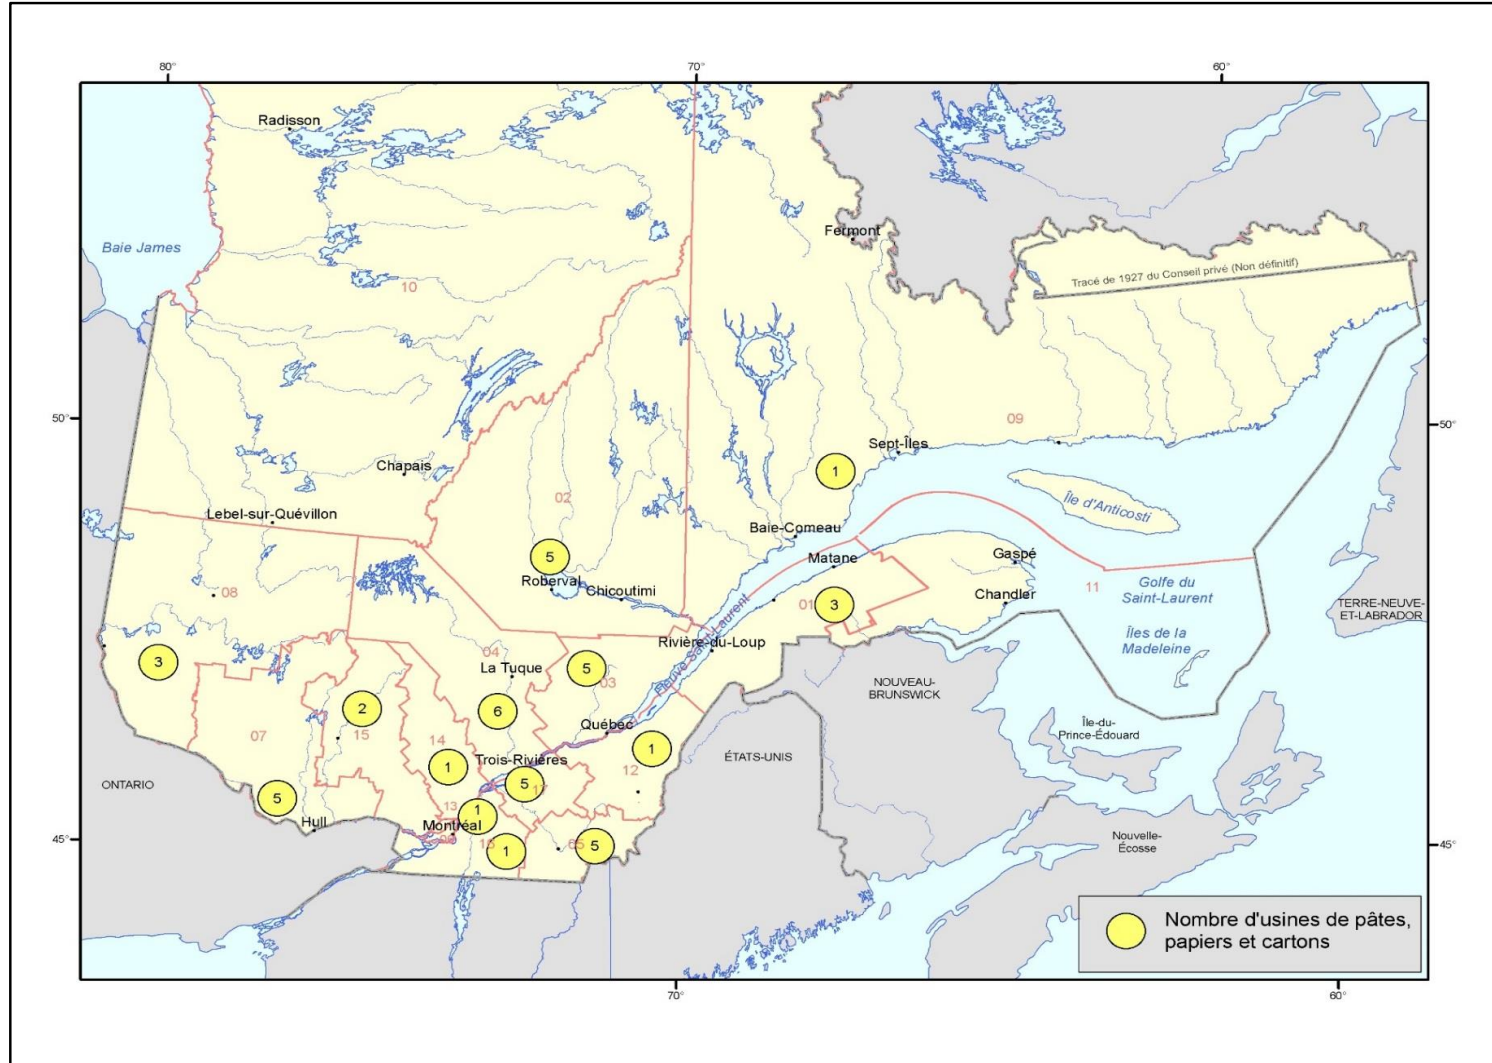 80°
70°
60°
Radisson
Baie James
Fermont
Tracé de 1927 du Conseil privé (Non définitif)
10
50°
50°
09
Sept-Îles
1
Chapais
02
Île d'Anticosti
Lebel-sur-Quévillon
Baie-Comeau
5
Matane
Gaspé
Roberval
Chicoutimi
08
01
3
Chandler
11
Golfe du
Saint-Laurent
TERRE-NEUVE-
ET-LABRADOR
Fleuve Saint-Laurent
Rivière-du-Loup
Îles de la
Madeleine
3
04
La Tuque
5
03
NOUVEAU-
BRUNSWICK
2
6
Québec
07
15
14
1
1
12
Île-du-
Prince-Édouard
ÉTATS-UNIS
Trois-Rivières
5
17
ONTARIO
5
13
1
Hull
Montréal
06
16
1
05
5
45°
45°
Nouvelle-
Écosse
Nombre d'usines de pâtes,
papiers et cartons
70°
60°